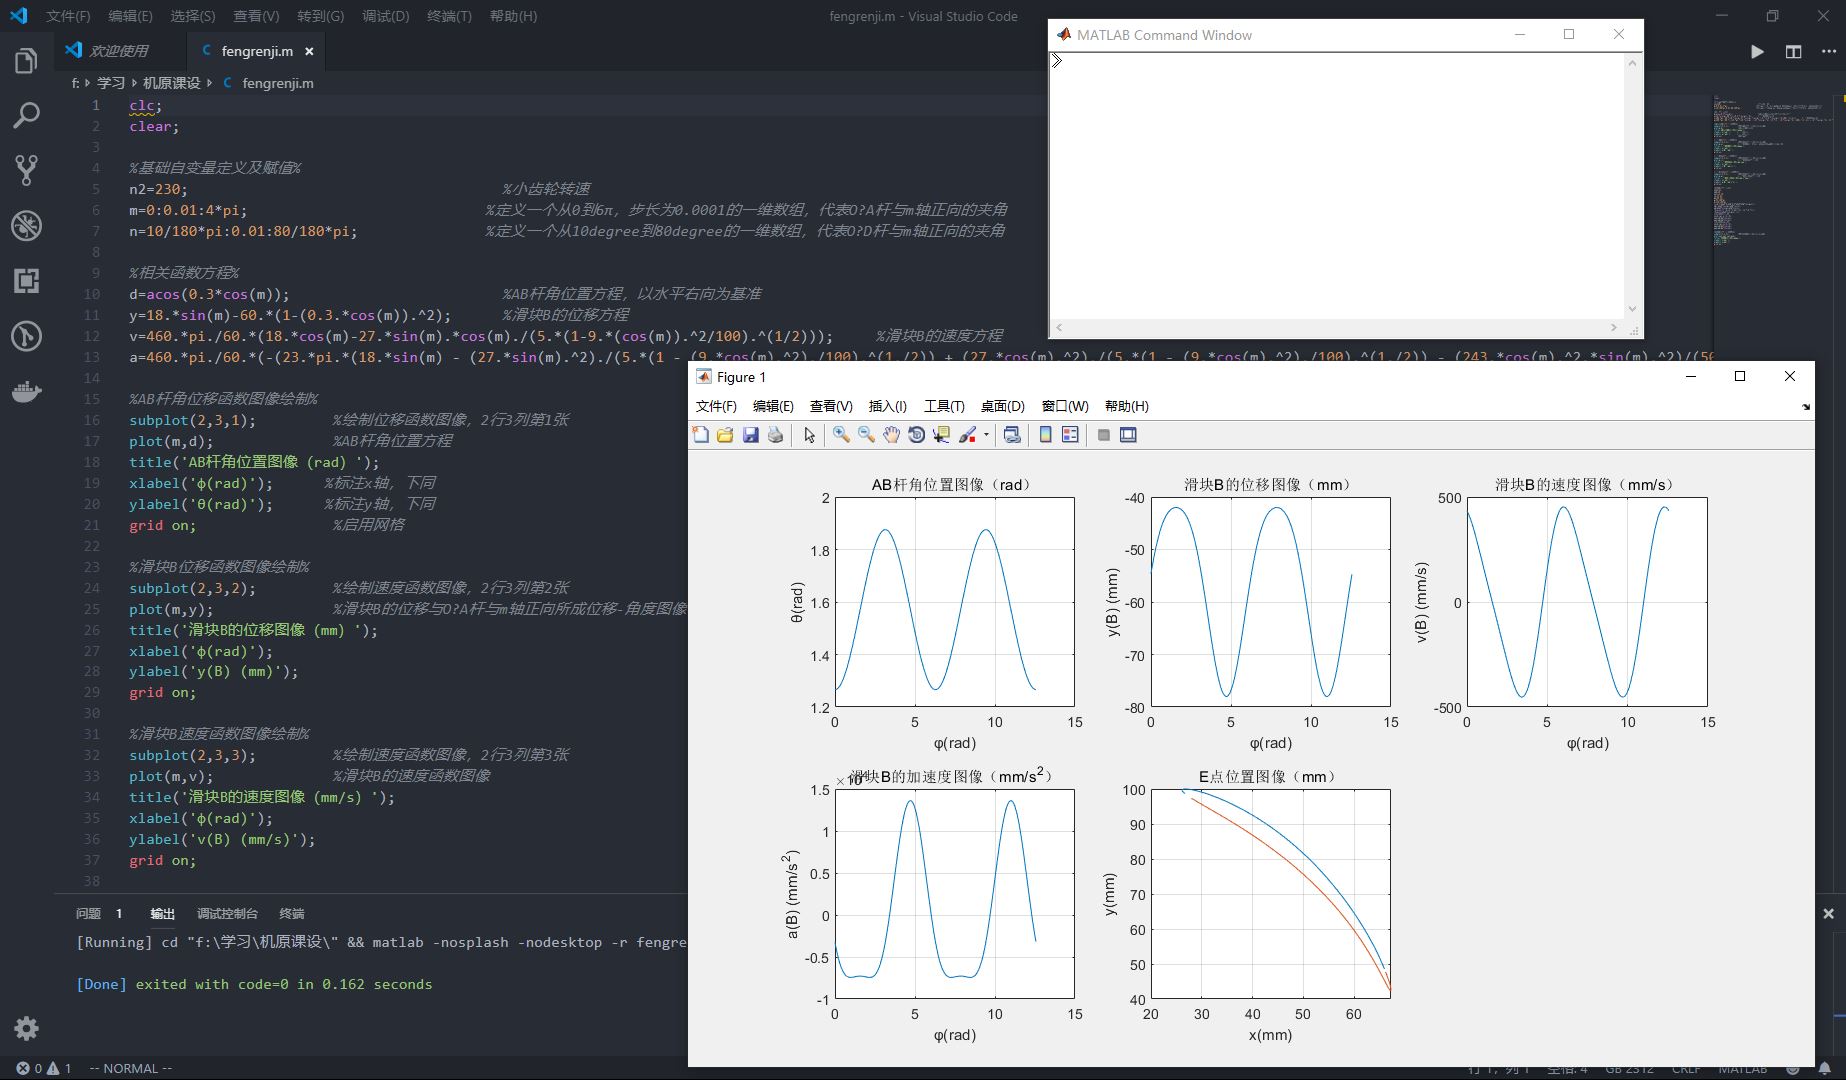 文件(F) 编辑(E) 选择(S) 查看(V) 转到(G) 调试(D) 终端(T) 帮助(H)
fengrenji.m - Visual Studio Code
欢迎使用 C fengrenji.m ×
f: 学习 机原课设 C fengrenji.m
1 clc;
2 clear;
3
4 %基础自变量定义及赋值%
5 n2=230; %小齿轮转速
6 m=0:0.01:4*pi; %定义一个从0到6π, 步长为0.0001的一维数组, 代表O?A杆与m轴正向的夹角
7 n=10/180*pi:0.01:80/180*pi; %定义一个从10degree到80degree的一维数组, 代表O?D杆与m轴正向的夹角
8
9 %相关函数方程%
10 d=acos(0.3*cos(m)); %AB杆角位置方程, 以水平右向为基准
11 y=18.*sin(m)-60.*(1-(0.3.*cos(m)).^2); %滑块B的位移方程
12 v=460.*pi./60.*(18.*cos(m)-27.*sin(m).*cos(m)./(5.*(1-9.*(cos(m)).^2/100).^(1/2))); %滑块B的速度方程
13 a=460.*pi./60.*(-(23.*pi.*(18.*sin(m) - (27.*sin(m).^2)./(5.*(1 - (9.*cos(m).^2)./100).^(1./2)) + (27.*cos(m).^2)./(5.*(1 - (9.*cos(m).^2)./100).^(1./2)) - (243.*cos(m).^2.*sin(m).^2)/(50
14
15 %AB杆角位移函数图像绘制%
16 subplot(2,3,1); %绘制位移函数图像, 2行3列第1张
17 plot(m,d); %AB杆角位置方程
18 title('AB杆角位置图像 (rad) ');
19 xlabel('ϕ(rad)'); %标注x轴, 下同
20 ylabel('θ(rad)'); %标注y轴, 下同
21 grid on; %启用网格
22
23 %滑块B位移函数图像绘制%
24 subplot(2,3,2); %绘制速度函数图像, 2行3列第2张
25 plot(m,y); %滑块B的位移与O?A杆与m轴正向所成位移-角度图像
26 title('滑块B的位移图像 (mm) ');
27 xlabel('ϕ(rad)');
28 ylabel('y(B) (mm)');
29 grid on;
30
31 %滑块B速度函数图像绘制%
32 subplot(2,3,3); %绘制速度函数图像, 2行3列第3张
33 plot(m,v); %滑块B的速度函数图像
34 title('滑块B的速度图像 (mm/s) ');
35 xlabel('ϕ(rad)');
36 ylabel('v(B) (mm/s)');
37 grid on;
38
问题 1 输出 调试控制台 终端
[Running] cd "f:\学习\机原课设\" && matlab -nosplash -nodesktop -r fengre
[Done] exited with code=0 in 0.162 seconds
0 1 -- NORMAL --
MATLAB Command Window
>>
Figure 1
文件(F) 编辑(E) 查看(V) 插入(I) 工具(T) 桌面(D) 窗口(W) 帮助(H)
AB杆角位置图像（rad）
2
1.8
1.6
1.4
1.2
θ(rad)
0 5 10 15
φ(rad)
滑块B的位移图像（mm）
-40
-50
-60
-70
-80
y(B) (mm)
0 5 10 15
φ(rad)
滑块B的速度图像（mm/s）
500
0
-500
v(B) (mm/s)
0 5 10 15
φ(rad)
滑块B的加速度图像（mm/s²）
1.5
1
0.5
0
-0.5
-1
a(B) (mm/s²)
0 5 10 15
φ(rad)
E点位置图像（mm）
100
90
80
70
60
50
40
y(mm)
20 30 40 50 60
x(mm)